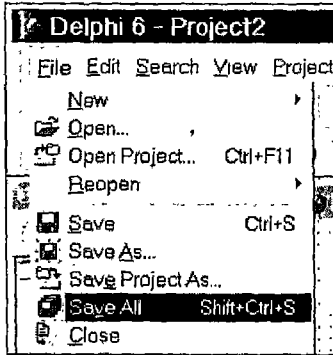 Delphi 6 - Project2
File Edit Search View Project
New
Open...
Open Project... Ctrl+F11
Reopen
Save Ctrl+S
Save As...
Save Project As...
Save All Shift+Ctrl+S
Close